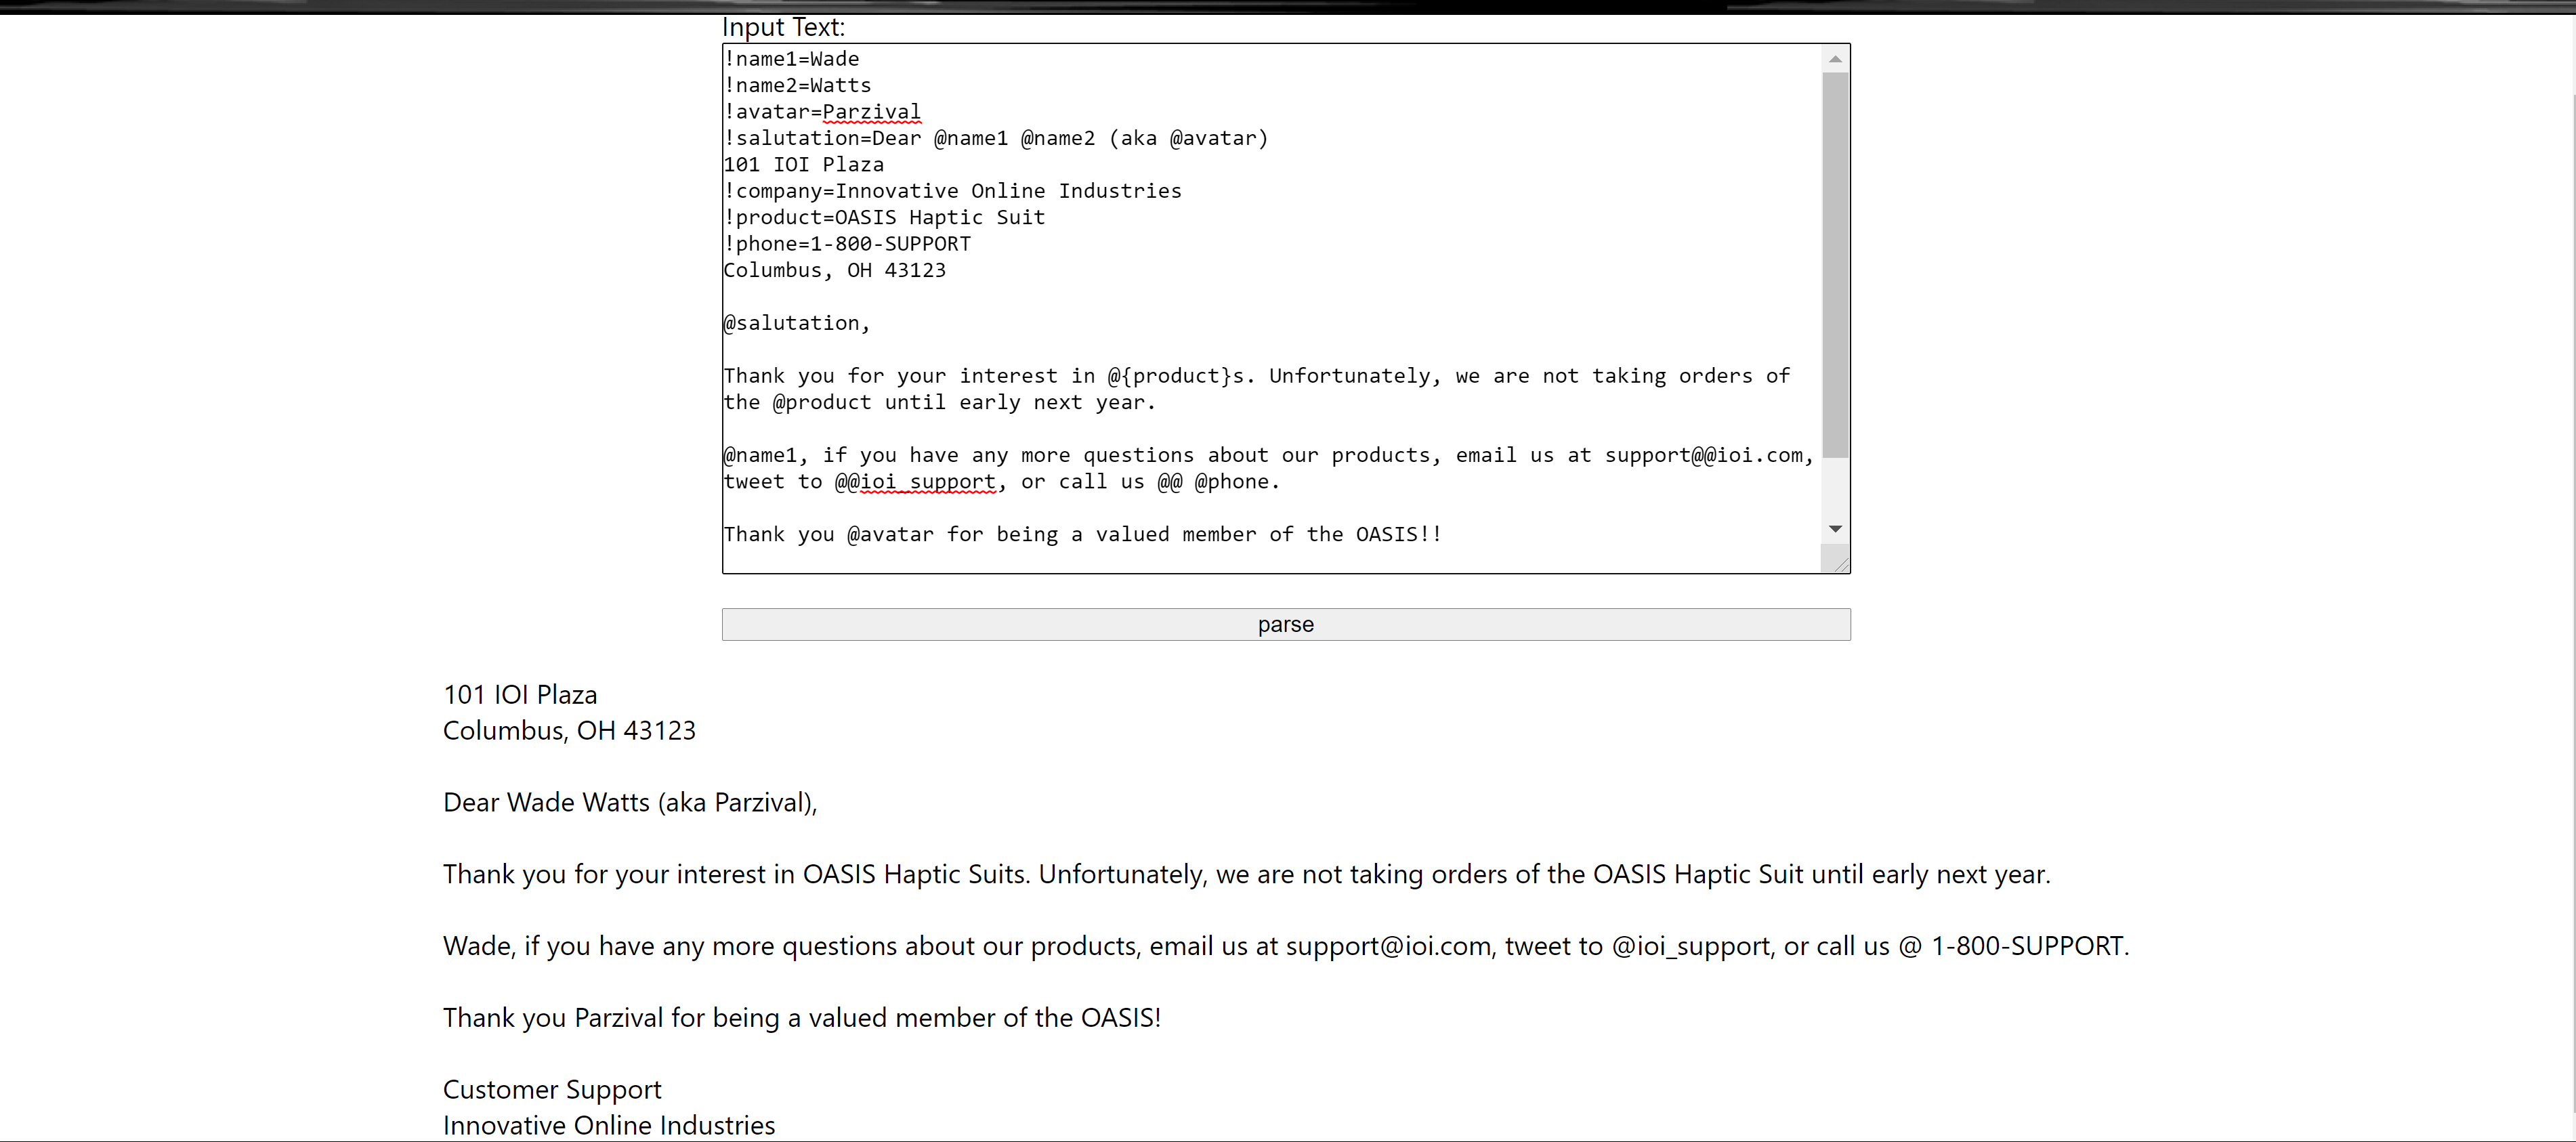 Input Text:
!name1=Wade
!name2=Watts
!avatar=Parzival
!salutation=Dear @name1 @name2 (aka @avatar)
101 IOI Plaza
!company=Innovative Online Industries
!product=OASIS Haptic Suit
!phone=1-800-SUPPORT
Columbus, OH 43123
@salutation,
Thank you for your interest in @{product}s. Unfortunately, we are not taking orders of
the @product until early next year.
@name1, if you have any more questions about our products, email us at support@@ioi.com,
tweet to @@ioi_support, or call us @@ @phone.
Thank you @avatar for being a valued member of the OASIS!!
parse
101 IOI Plaza
Columbus, OH 43123
Dear Wade Watts (aka Parzival),
Thank you for your interest in OASIS Haptic Suits. Unfortunately, we are not taking orders of the OASIS Haptic Suit until early next year.
Wade, if you have any more questions about our products, email us at support@ioi.com, tweet to @ioi_support, or call us @ 1-800-SUPPORT.
Thank you Parzival for being a valued member of the OASIS!
Customer Support
Innovative Online Industries